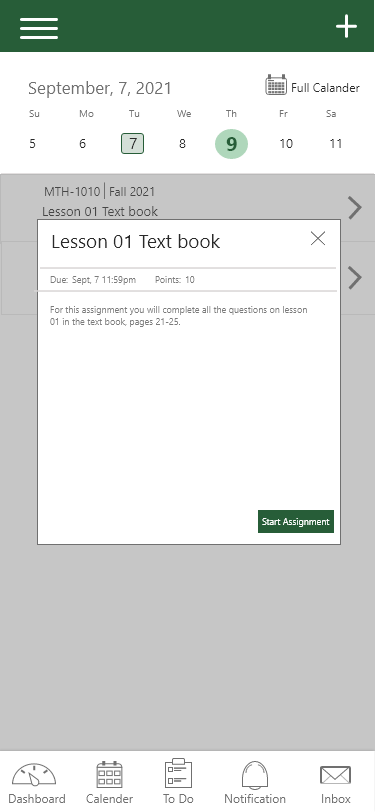 September, 7, 2021
Full Calander
Su Mo Tu We Th Fr Sa
5 6 7 8 9 10 11
MTH-1010 | Fall 2021
Lesson 01 Text book
Lesson 01 Text book
Due: Sept, 7 11:59pm Points: 10
For this assignment you will complete all the questions on lesson
01 in the text book, pages 21-25.
Start Assignment
Dashboard Calender To Do Notification Inbox